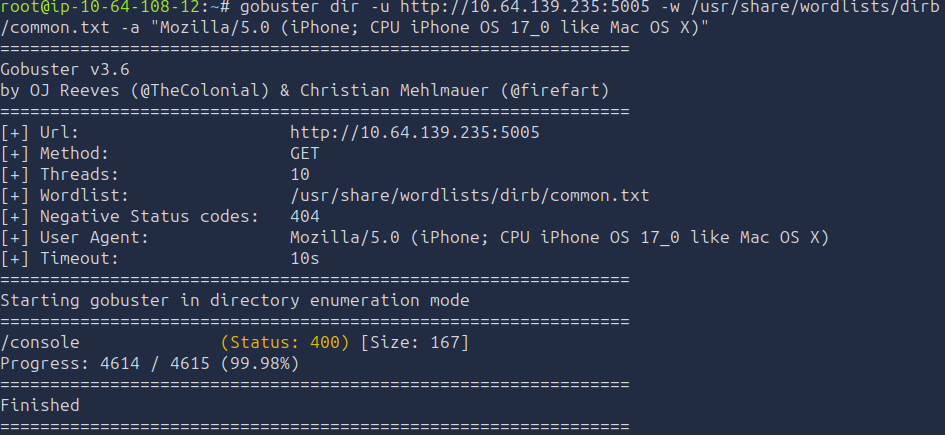 root@ip-10-64-108-12:~# gobuster dir -u http://10.64.139.235:5005 -w /usr/share/wordlists/dirb
/common.txt -a "Mozilla/5.0 (iPhone; CPU iPhone OS 17_0 like Mac OS X)"
===============================================================
Gobuster v3.6
by OJ Reeves (@TheColonial) & Christian Mehlmauer (@firefart)
===============================================================
[+] Url:                     http://10.64.139.235:5005
[+] Method:                  GET
[+] Threads:                 10
[+] Wordlist:                /usr/share/wordlists/dirb/common.txt
[+] Negative Status codes:   404
[+] User Agent:              Mozilla/5.0 (iPhone; CPU iPhone OS 17_0 like Mac OS X)
[+] Timeout:                 10s
===============================================================
Starting gobuster in directory enumeration mode
===============================================================
/console              (Status: 400) [Size: 167]
Progress: 4614 / 4615 (99.98%)
===============================================================
Finished
===============================================================